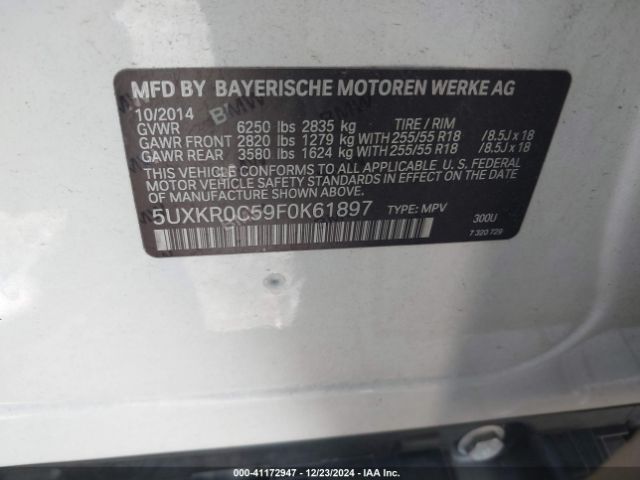 MFD BY BAYERISCHE MOTOREN WERKE AG
10/2014
GVWR 6250 lbs 2835 kg TIRE / RIM
GAWR FRONT 2820 lbs 1279 kg WITH 255/55 R18 /8.5J x 18
GAWR REAR 3580 lbs 1624 kg WITH 255/55 R18 /8.5J x 18
THIS VEHICLE CONFORMS TO ALL APPLICABLE U. S. FEDERAL
MOTOR VEHICLE SAFETY STANDARDS IN EFFECT ON THE DATE
OF MANUFACTURE SHOWN ABOVE.
5UXKR0C59F0K61897 TYPE: MPV 300U
7 320 729
000-41172947 - 12/23/2024 - IAA Inc.